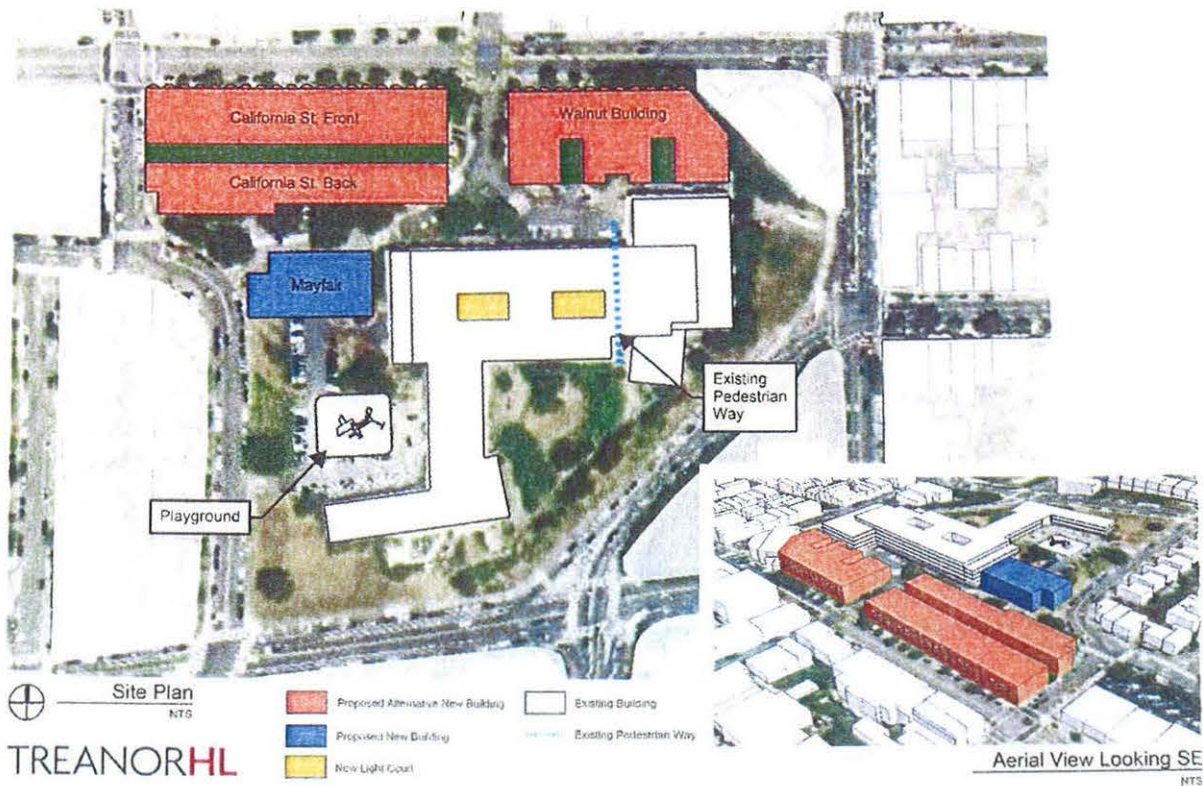 California St. Front
Walnut Building
California St. Back
Mayfair
Existing
Pedestrian
Way
Playground
Site Plan
NTS
Proposed Alternative New Building
Existing Building
Proposed New Building
Existing Pedestrian Way
New Light Court
TREANORHL
Aerial View Looking SE
NTS